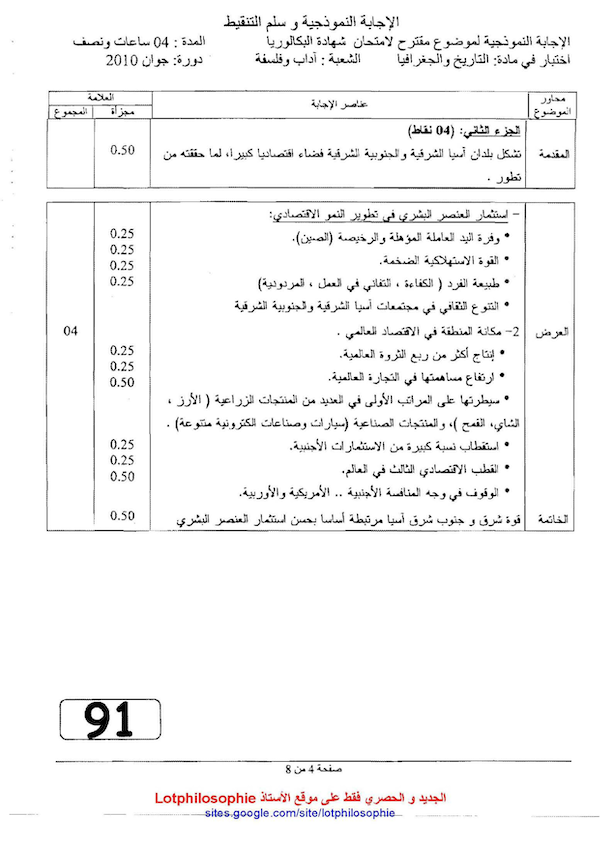 الإجابة النموذجية و سلم التنقيط
الإجابة النموذجية لموضوع مقترح لامتحان شهادة البكالوريا المدة : 04 ساعات ونصف
اختبار في مادة: التاريخ والجغرافيا الشعبة : آداب وفلسفة دورة: جوان 2010
محاور الموضوع عناصر الإجابة العلامة
مجزأة المجموع
الجزء الثاني: (04 نقاط)
المقدمة تشكل بلدان آسيا الشرقية والجنوبية الشرقية فضاء اقتصاديا كبيرا، لما حققته من 0.50
تطور .
- استثمار العنصر البشري في تطوير النمو الاقتصادي:
• وفرة اليد العاملة المؤهلة والرخيصة (الصين). 0.25
• القوة الاستهلاكية الضخمة. 0.25
0.25
• طبيعة الفرد ( الكفاءة ، التفاني في العمل ، المردودية) 0.25
• التنوع الثقافي في مجتمعات آسيا الشرقية والجنوبية الشرقية
العرض 2- مكانة المنطقة في الاقتصاد العالمي . 04
• إنتاج أكثر من ربع الثروة العالمية. 0.25
0.25
• ارتفاع مساهمتها في التجارة العالمية. 0.50
• سيطرتها على المراتب الأولى في العديد من المنتجات الزراعية ( الأرز ،
الشاي، القمح )، والمنتجات الصناعية (سيارات وصناعات الكترونية متنوعة) .
• استقطاب نسبة كبيرة من الاستثمارات الأجنبية. 0.25
0.25
• القطب الاقتصادي الثالث في العالم. 0.50
• الوقوف في وجه المنافسة الأجنبية .. الأمريكية والأوربية.
الخاتمة قوة شرق و جنوب شرق آسيا مرتبطة أساسا بحسن استثمار العنصر البشري 0.50
91
صفحة 4 من 8
الجديد و الحصري فقط على موقع الأستاذ Lotphilosophie
sites.google.com/site/lotphilosophie